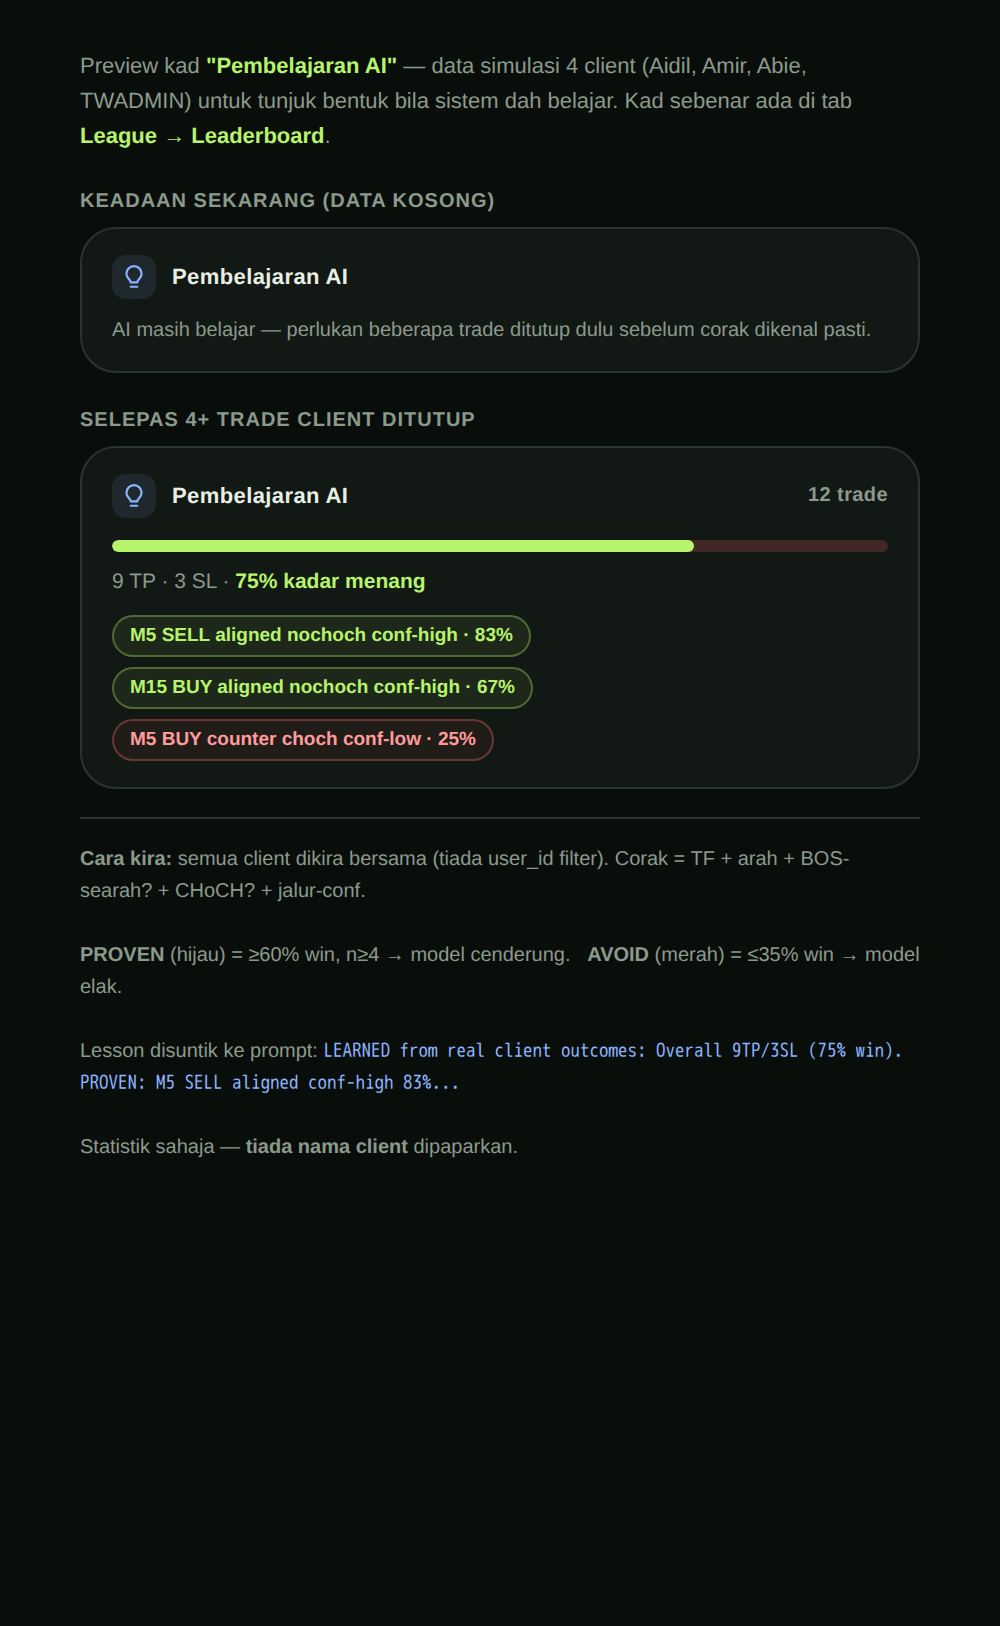 Preview kad "Pembelajaran AI" — data simulasi 4 client (Aidil, Amir, Abie,
TWADMIN) untuk tunjuk bentuk bila sistem dah belajar. Kad sebenar ada di tab
League → Leaderboard.
KEADAAN SEKARANG (DATA KOSONG)
Pembelajaran AI
AI masih belajar — perlukan beberapa trade ditutup dulu sebelum corak dikenal pasti.
SELEPAS 4+ TRADE CLIENT DITUTUP
Pembelajaran AI
12 trade
9 TP · 3 SL · 75% kadar menang
M5 SELL aligned nochoch conf-high · 83%
M15 BUY aligned nochoch conf-high · 67%
M5 BUY counter choch conf-low · 25%
Cara kira: semua client dikira bersama (tiada user_id filter). Corak = TF + arah + BOS-
searah? + CHoCH? + jalur-conf.
PROVEN (hijau) = ≥60% win, n≥4 → model cenderung. AVOID (merah) = ≤35% win → model
elak.
Lesson disuntik ke prompt: LEARNED from real client outcomes: Overall 9TP/3SL (75% win).
PROVEN: M5 SELL aligned conf-high 83%...
Statistik sahaja — tiada nama client dipaparkan.